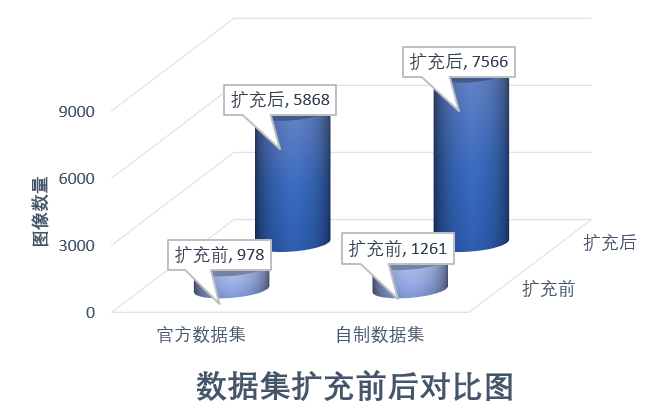 扩充后, 7566
扩充后, 5868
9000
6000
3000
0
图像数量
扩充前, 978
扩充前, 1261
扩充后
扩充前
官方数据集
自制数据集
数据集扩充前后对比图